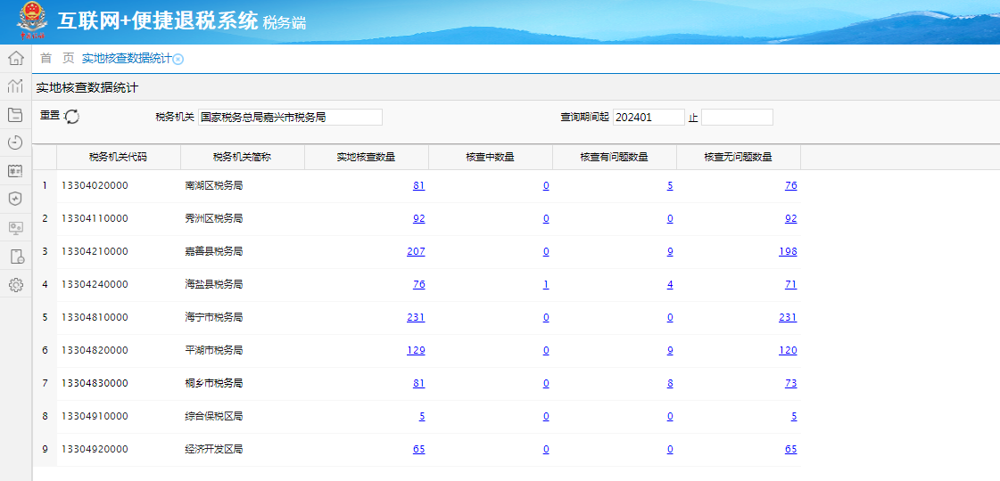 互联网+便捷退税系统 税务端
首 页 实地核查数据统计
实地核查数据统计
重置 税务机关 国家税务总局嘉兴市税务局 查询期间起 202401 止
税务机关代码 税务机关简称 实地核查数量 核查中数量 核查有问题数量 核查无问题数量
1 13304020000 南湖区税务局 81 0 5 76
2 13304110000 秀洲区税务局 92 0 0 92
3 13304210000 嘉善县税务局 207 0 9 198
4 13304240000 海盐县税务局 76 1 4 71
5 13304810000 海宁市税务局 231 0 0 231
6 13304820000 平湖市税务局 129 0 9 120
7 13304830000 桐乡市税务局 81 0 8 73
8 13304910000 综合保税区局 5 0 0 5
9 13304920000 经济开发区局 65 0 0 65